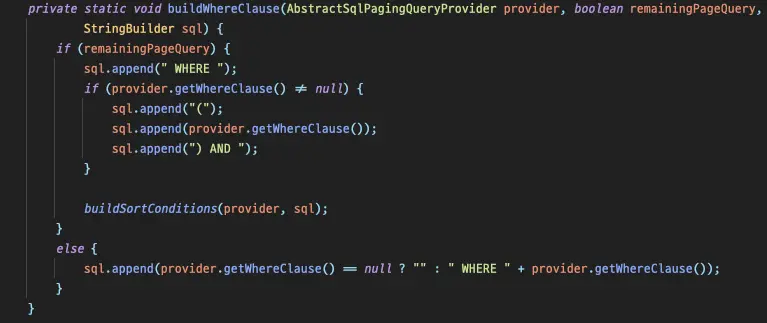 private static void buildWhereClause(AbstractSqlPagingQueryProvider provider, boolean remainingPageQuery,
        StringBuilder sql) {
    if (remainingPageQuery) {
        sql.append(" WHERE ");
        if (provider.getWhereClause() ≠ null) {
            sql.append("(");
            sql.append(provider.getWhereClause());
            sql.append(") AND ");
        }

        buildSortConditions(provider, sql);
    }
    else {
        sql.append(provider.getWhereClause() == null ? "" : " WHERE " + provider.getWhereClause());
    }
}